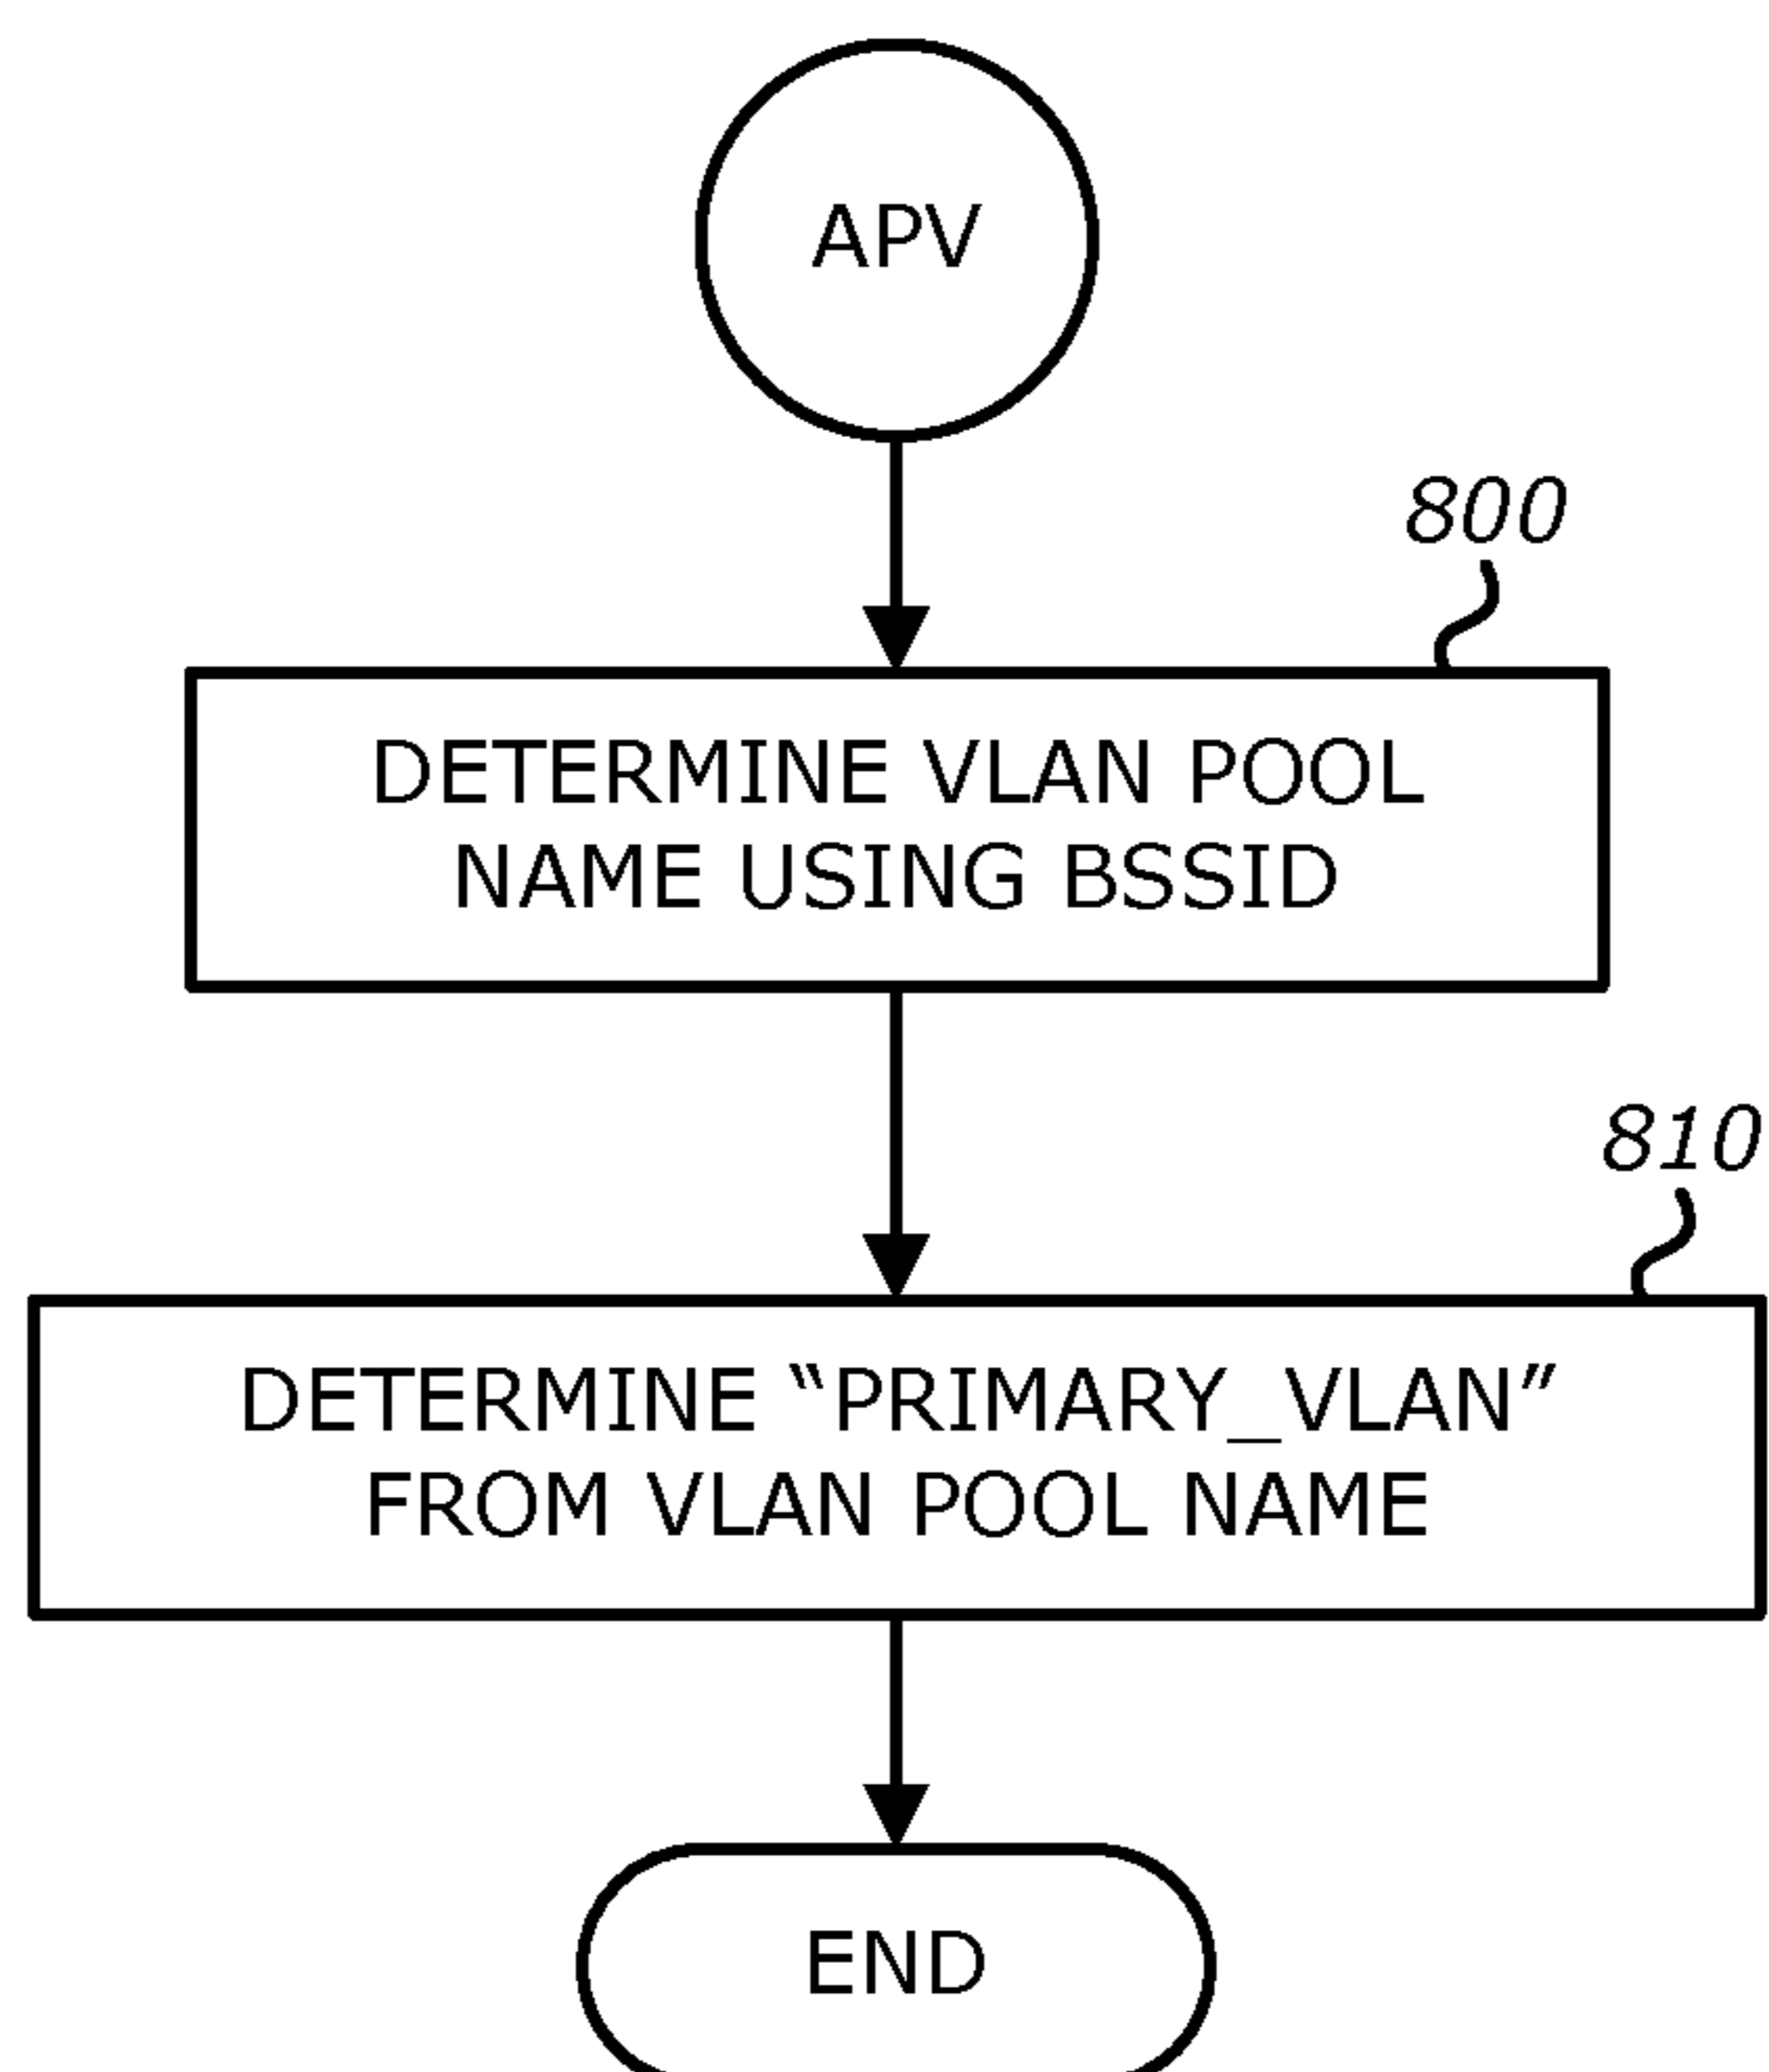 APV
800
DETERMINE VLAN POOL
NAME USING BSSID
810
DETERMINE “PRIMARY_VLAN”
FROM VLAN POOL NAME
END